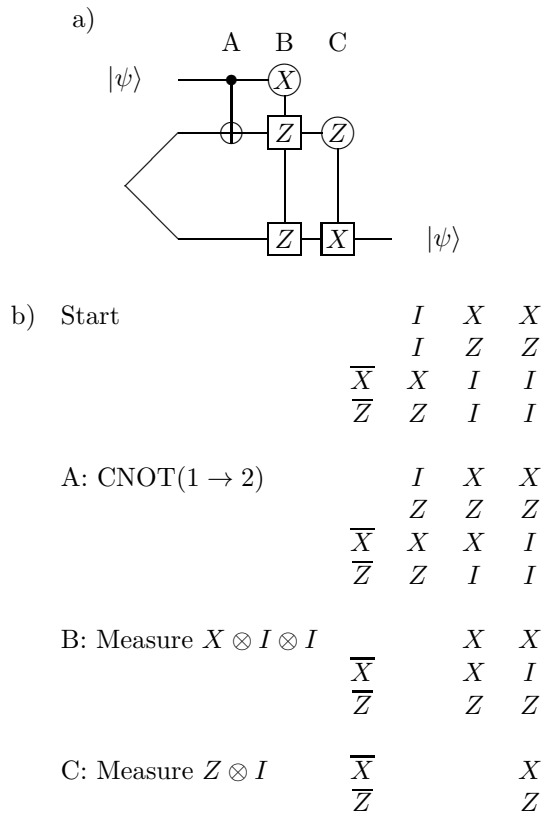 a)
A B C
|ψ⟩ X
Z Z
Z X |ψ⟩
b) Start I X X
I Z Z
X̅ X I I
Z̅ Z I I
A: CNOT(1 → 2) I X X
Z Z Z
X̅ X X I
Z̅ Z I I
B: Measure X ⊗ I ⊗ I X X
X̅ X I
Z̅ Z Z
C: Measure Z ⊗ I X̅ X
Z̅ Z